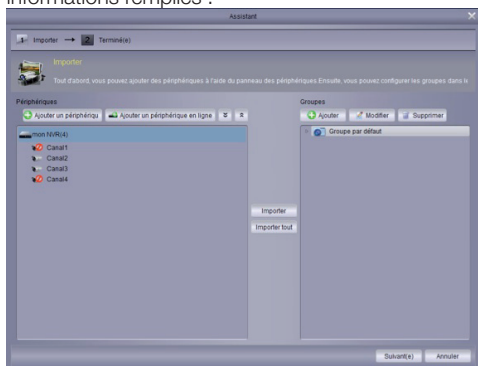 informations remplies :
Assistant
1 Importer → 2 Terminé(e)
Importer
Tout d'abord, vous pouvez ajouter des périphériques à l'aide du panneau des périphériques.Ensuite, vous pouvez configurer les groupes dans le
Périphériques
Ajouter un périphériqu
Ajouter un périphérique en ligne
mon NVR(4)
Canal1
Canal2
Canal3
Canal4
Importer
Importer tout
Groupes
Ajouter
Modifier
Supprimer
Groupe par défaut
Suivant(e)
Annuler